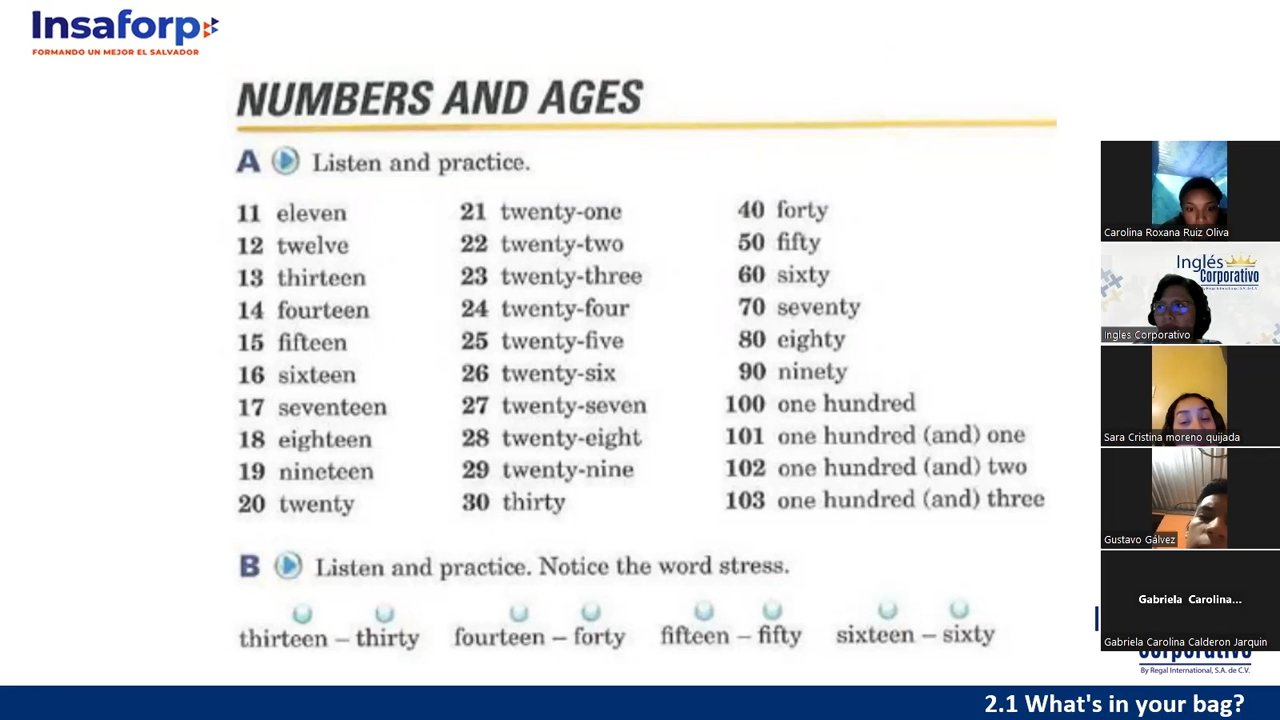 Insaforp
FORMANDO UN MEJOR EL SALVADOR
NUMBERS AND AGES
A Listen and practice.
11 eleven
12 twelve
13 thirteen
14 fourteen
15 fifteen
16 sixteen
17 seventeen
18 eighteen
19 nineteen
20 twenty
21 twenty-one
22 twenty-two
23 twenty-three
24 twenty-four
25 twenty-five
26 twenty-six
27 twenty-seven
28 twenty-eight
29 twenty-nine
30 thirty
40 forty
50 fifty
60 sixty
70 seventy
80 eighty
90 ninety
100 one hundred
101 one hundred (and) one
102 one hundred (and) two
103 one hundred (and) three
B Listen and practice. Notice the word stress.
thirteen – thirty fourteen – forty fifteen – fifty sixteen – sixty
Carolina Roxana Ruiz Oliva
Inglés
Corporativo
Ingles Corporativo
Sara Cristina moreno quijada
Gustavo Gálvez
Gabriela Carolina...
Gabriela Carolina Calderon Jarquin
Corporativo
By Regal International, S.A. de C.V.
2.1 What's in your bag?